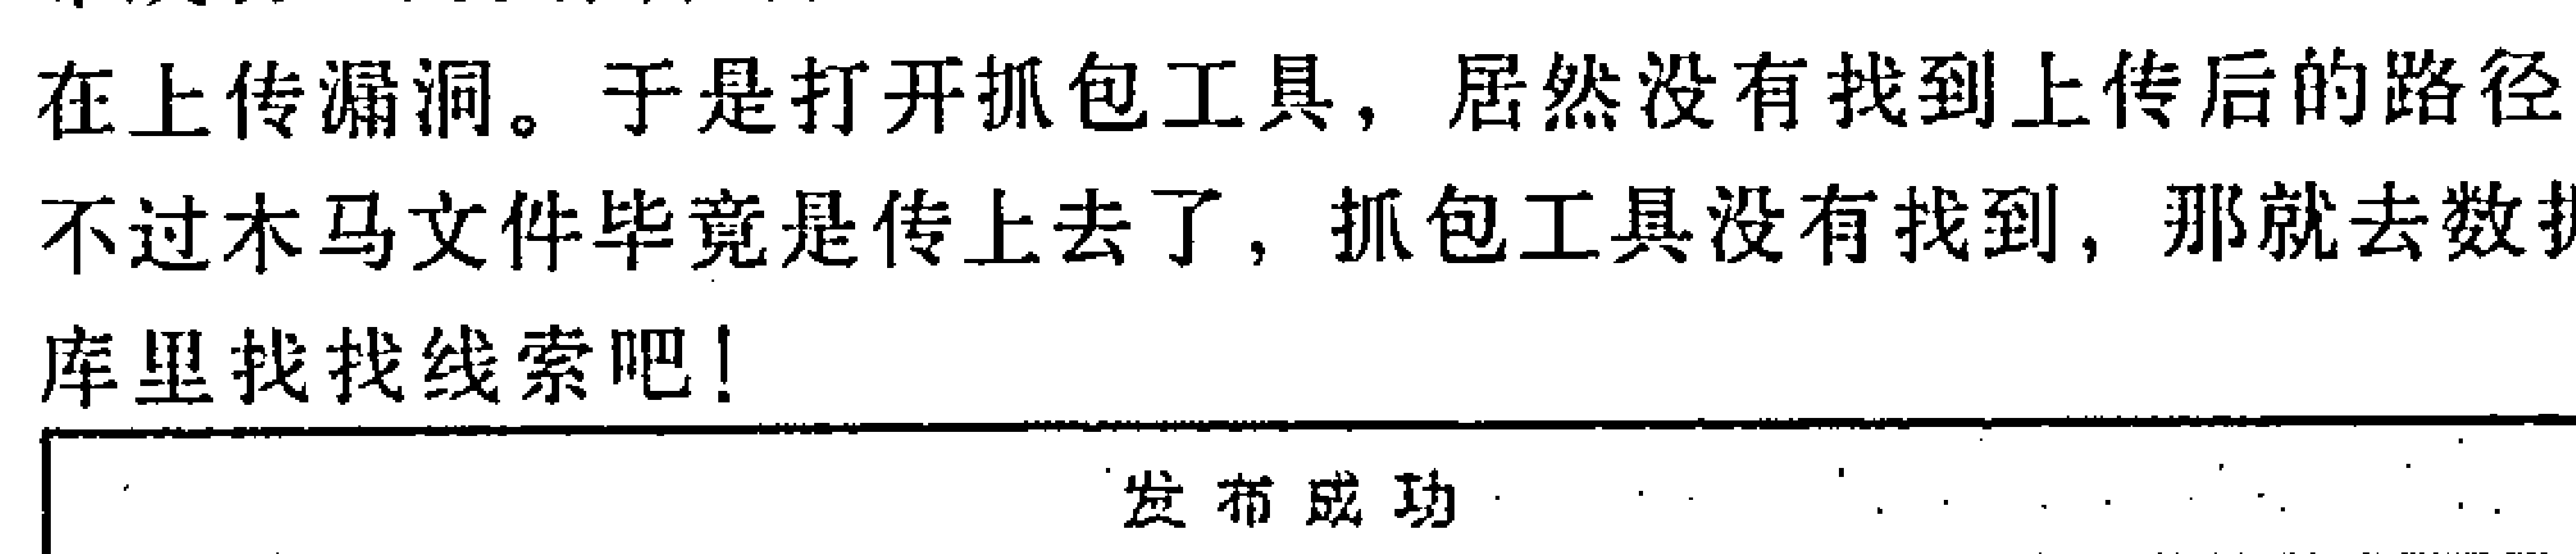 在上传漏洞。于是打开抓包工具，居然没有找到上传后的路径
不过木马文件毕竟是传上去了，抓包工具没有找到，那就去数据
库里找找线索吧！
发布成功